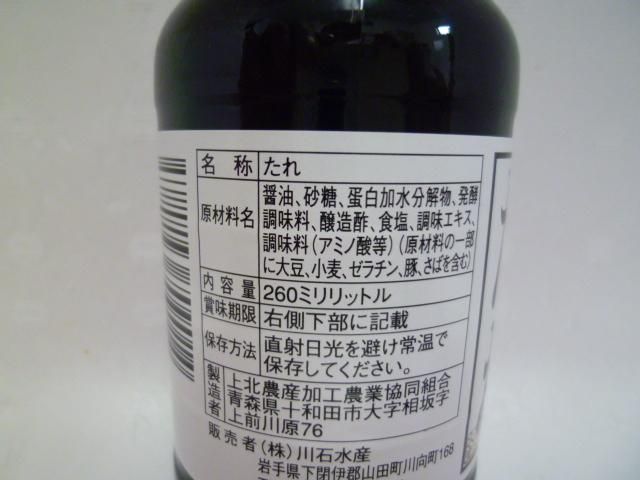 名称 たれ
原材料名 醤油、砂糖、蛋白加水分解物、発酵
調味料、醸造酢、食塩、調味エキス、
調味料(アミノ酸等)(原材料の一部
に大豆、小麦、ゼラチン、豚、さばを含む)
内容量 260ミリリットル
賞味期限 右側下部に記載
保存方法 直射日光を避け常温で
保存してください。
製造者 上北農産加工農業協同組合
青森県十和田市大字相坂字
上前川原76
販売者(株)川石水産
岩手県下閉伊郡山田町川向町168